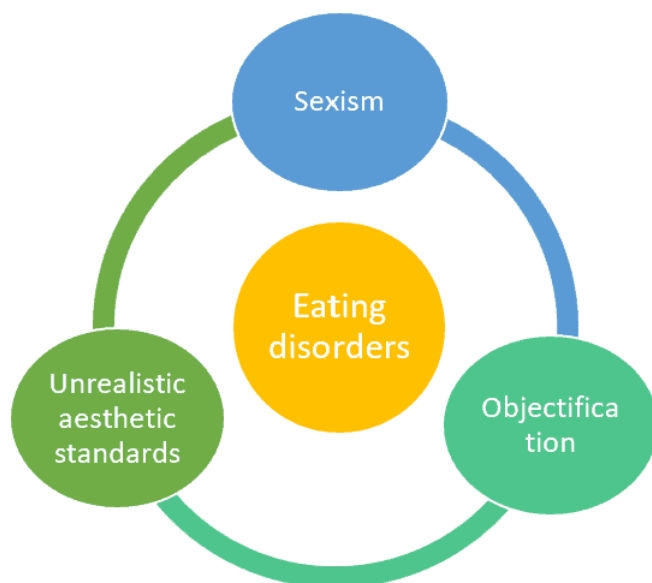 Sexism
Eating
disorders
Unrealistic
aesthetic
standards
Objectifica
tion